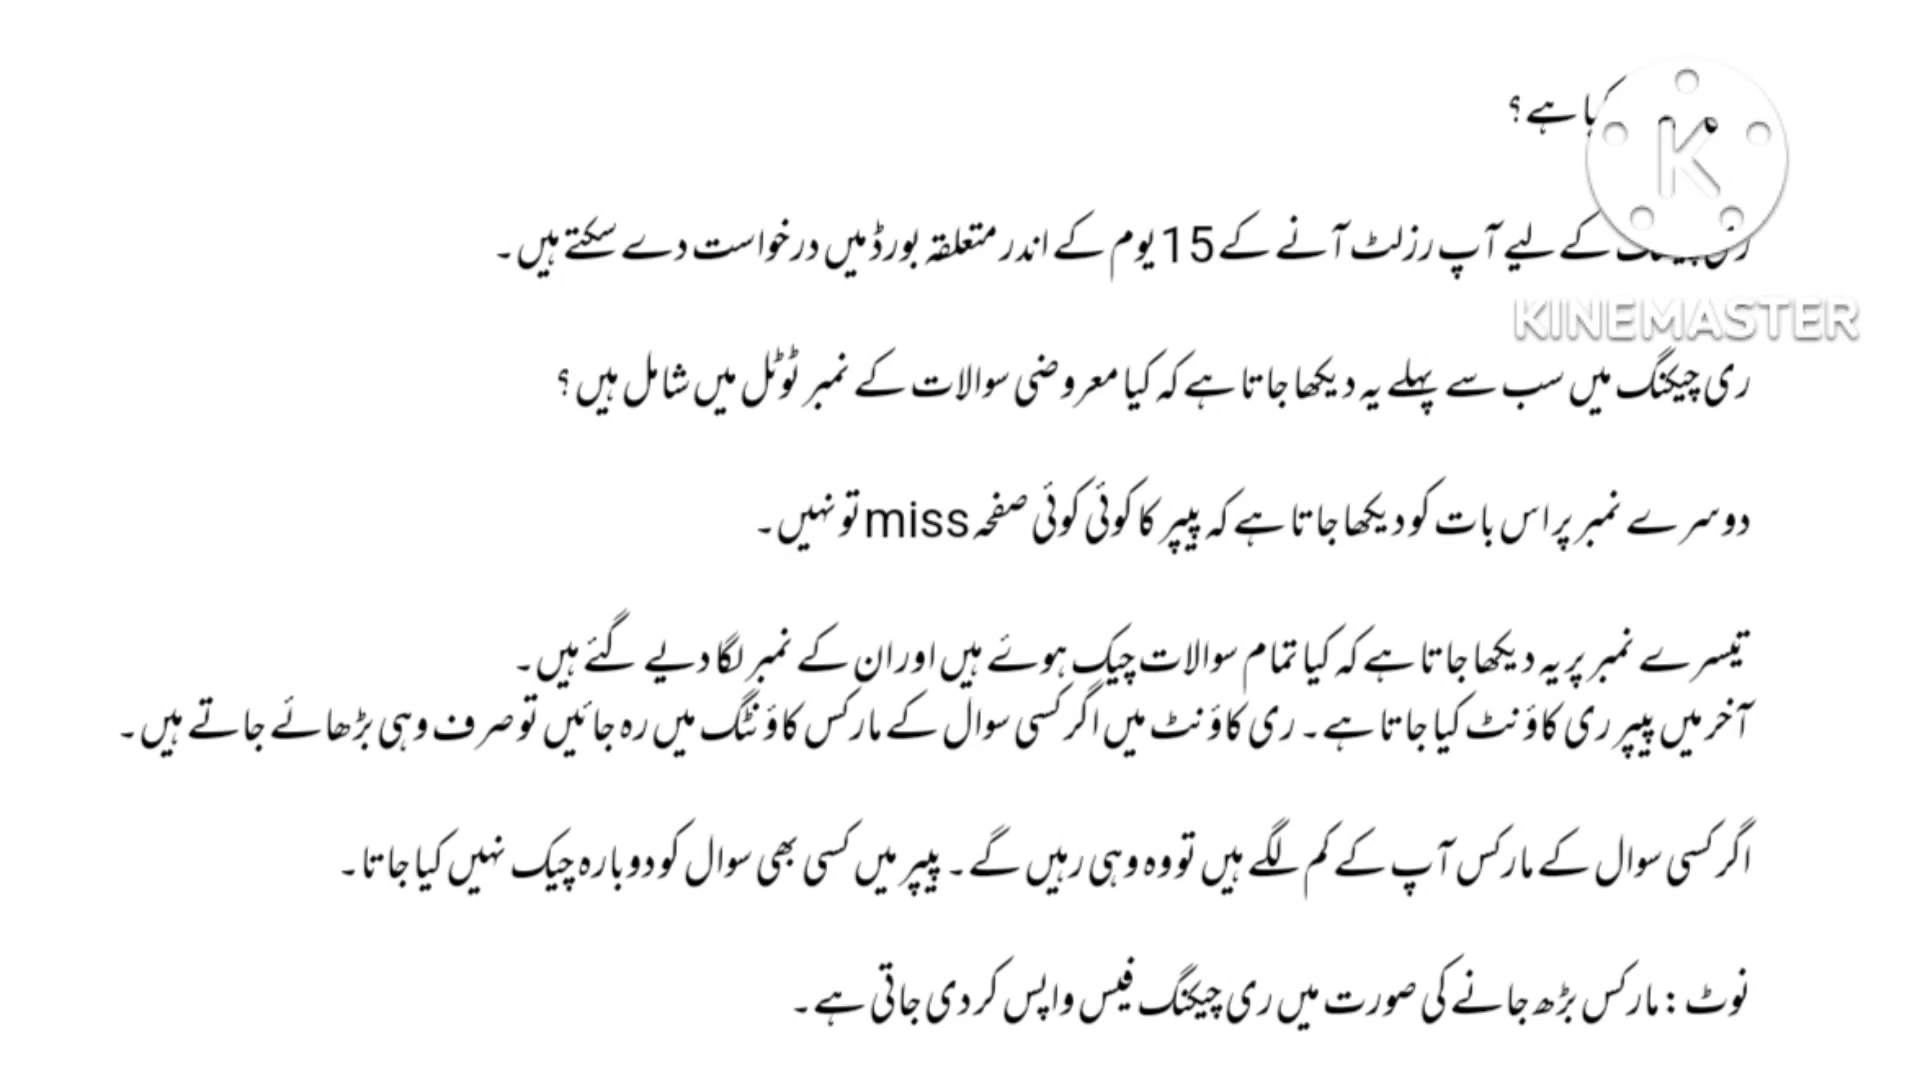 کیا ہے؟
کے لیے آپ رزلٹ آنے کے 15 یوم کے اندر متعلقہ بورڈ میں درخواست دے سکتے ہیں۔
KINEMASTER
ری چیکنگ میں سب سے پہلے یہ دیکھا جاتا ہے کہ کیا معروضی سوالات کے نمبر ٹوٹل میں شامل ہیں؟
دوسرے نمبر پر اس بات کو دیکھا جاتا ہے کہ پیپر کا کوئی کوئی صفحہ miss تو نہیں۔
تیسرے نمبر پر یہ دیکھا جاتا ہے کہ کیا تمام سوالات چیک ہوئے ہیں اور ان کے نمبر لگا دیے گئے ہیں۔
آخر میں پیپر ری کاؤنٹ کیا جاتا ہے۔ ری کاؤنٹ میں اگر کسی سوال کے مارکس کاؤنٹنگ میں رہ جائیں تو صرف وہی بڑھائے جاتے ہیں۔
اگر کسی سوال کے مارکس آپ کے کم لگے ہیں تو وہ وہی رہیں گے۔ پیپر میں کسی بھی سوال کو دوبارہ چیک نہیں کیا جاتا۔
نوٹ: مارکس بڑھ جانے کی صورت میں ری چیکنگ فیس واپس کر دی جاتی ہے۔